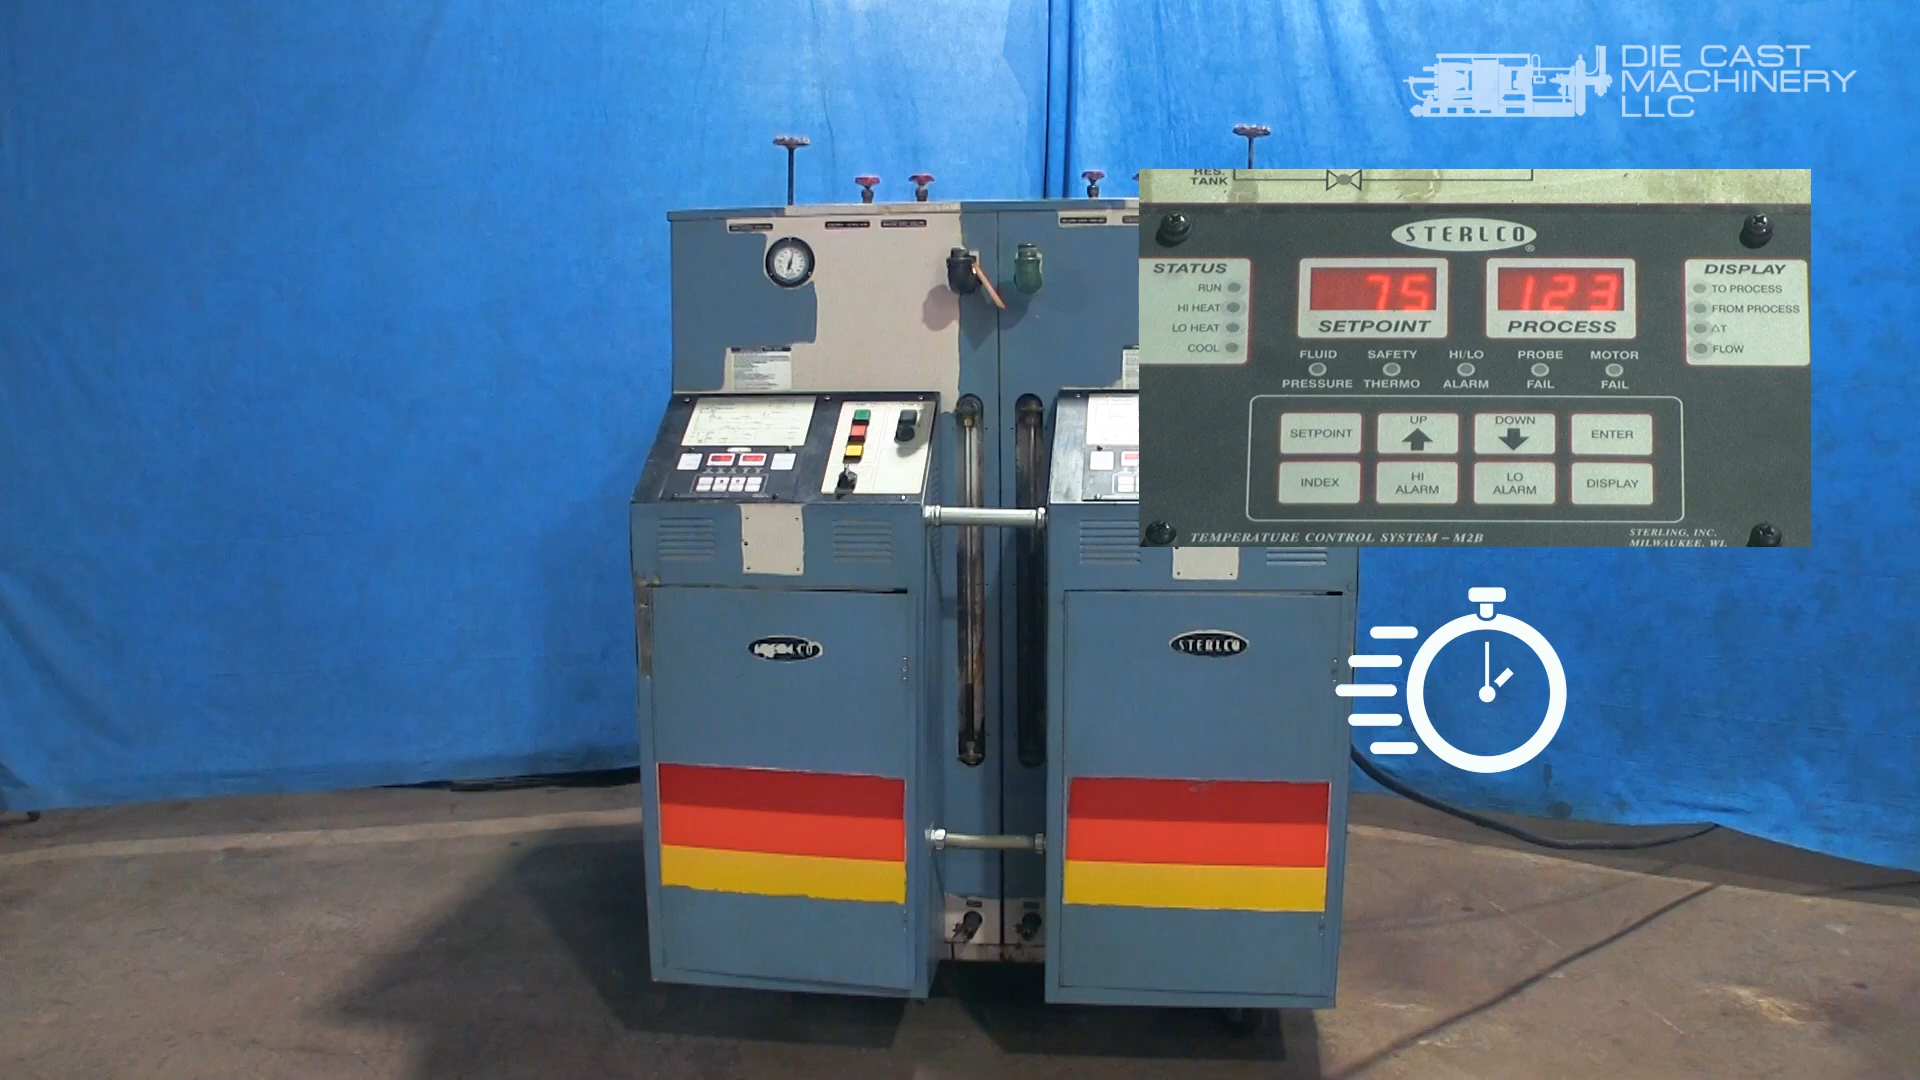 DIE CAST
MACHINERY
LLC
RES.
TANK
STERLCO
STATUS
RUN
HI HEAT
LO HEAT
COOL
75
SETPOINT
123
PROCESS
DISPLAY
TO PROCESS
FROM PROCESS
ΔT
FLOW
FLUID PRESSURE
SAFETY THERMO
HI/LO ALARM
PROBE FAIL
MOTOR FAIL
SETPOINT
UP
DOWN
ENTER
INDEX
HI ALARM
LO ALARM
DISPLAY
TEMPERATURE CONTROL SYSTEM – M2B
STERLING, INC.
MILWAUKEE, WI.
STERLCO